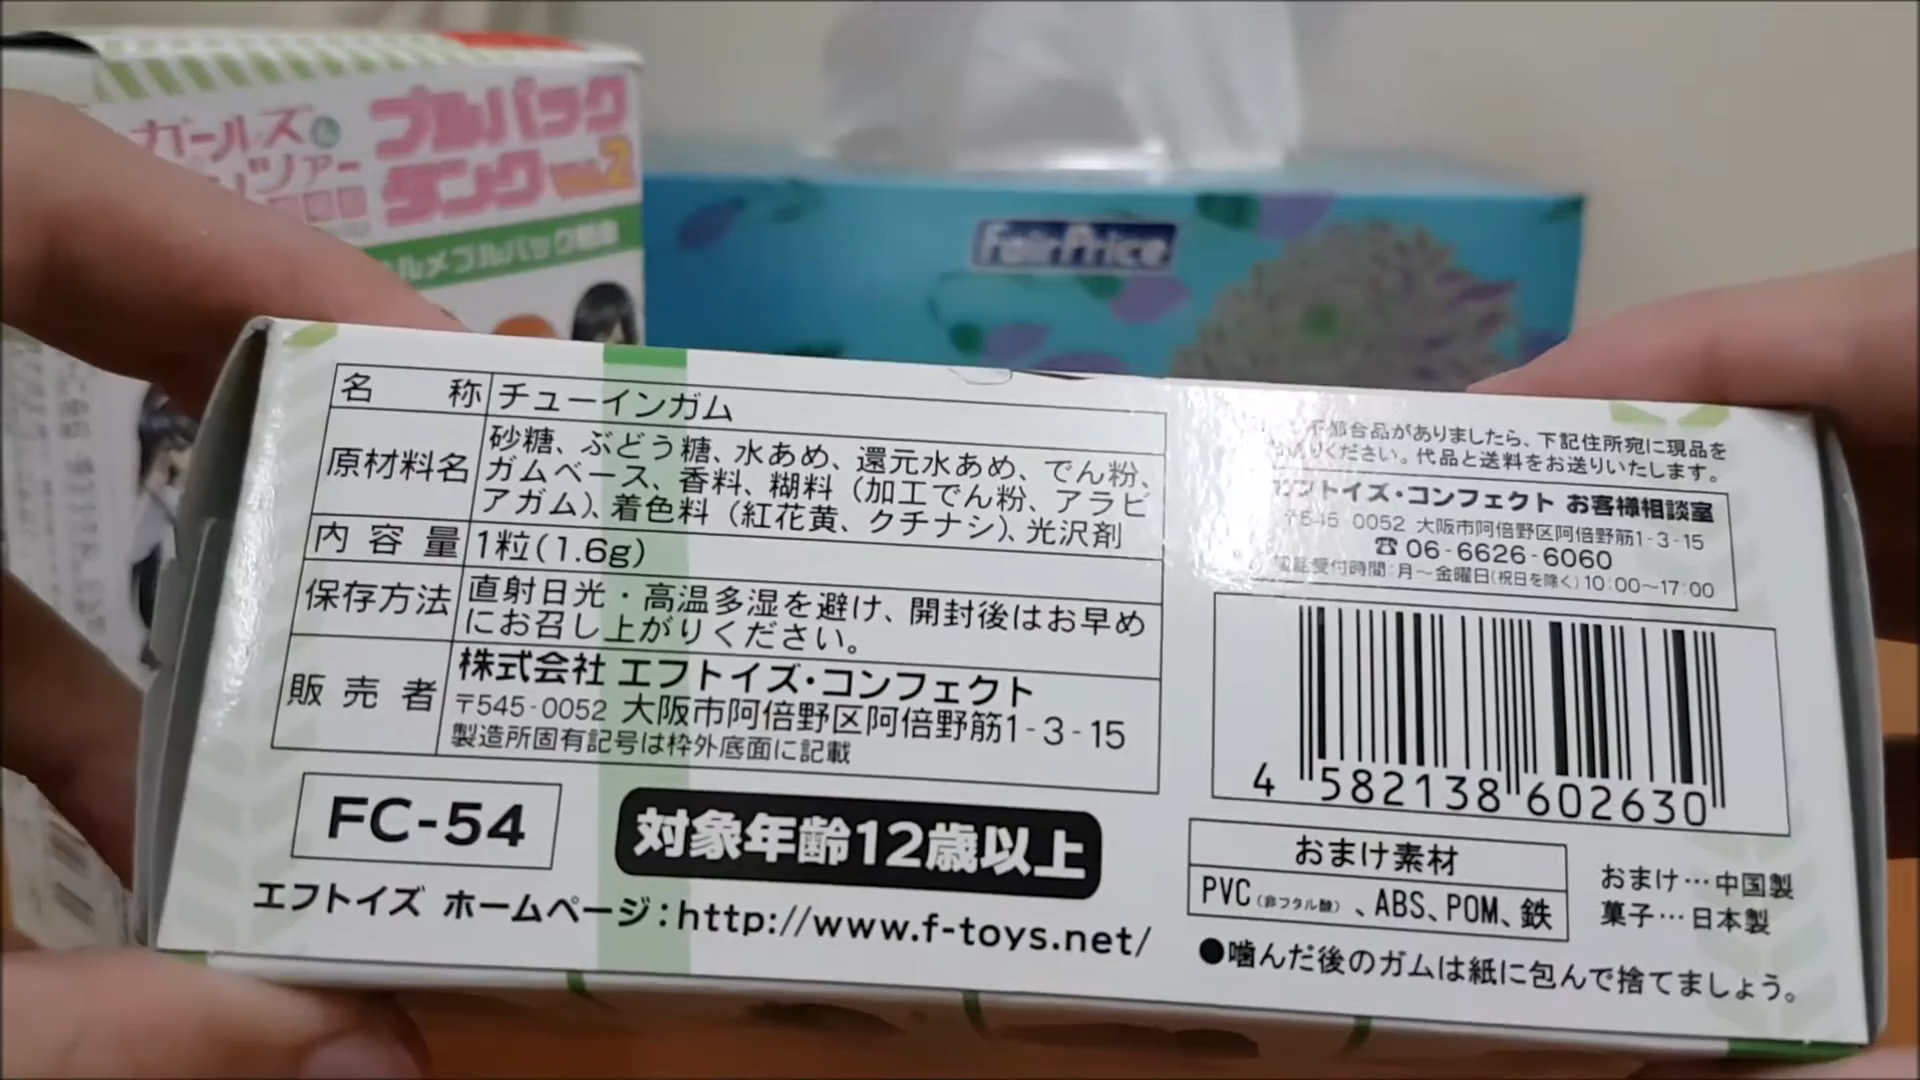 ガールズ&
ツァー
プルパック
タンク
FairPrice
名称 チューインガム
原材料名 砂糖、ぶどう糖、水あめ、還元水あめ、でん粉、
ガムベース、香料、糊料(加工でん粉、アラビ
アガム)、着色料(紅花黄、クチナシ)、光沢剤
内容量 1粒(1.6g)
保存方法 直射日光・高温多湿を避け、開封後はお早め
にお召し上がりください。
販売者 株式会社 エフトイズ・コンフェクト
〒545-0052 大阪市阿倍野区阿倍野筋1-3-15
製造所固有記号は枠外底面に記載
FC-54
対象年齢12歳以上
エフトイズ ホームページ:http://www.f-toys.net/
不都合品がありましたら、下記住所宛に現品を
ください。代品と送料をお送りいたします。
エフトイズ・コンフェクト お客様相談室
〒545-0052 大阪市阿倍野区阿倍野筋1-3-15
☎06-6626-6060
電話受付時間:月〜金曜日(祝日を除く)10:00〜17:00
4 582138 602630
おまけ素材
PVC(非フタル酸)、ABS、POM、鉄
おまけ…中国製
菓子…日本製
●噛んだ後のガムは紙に包んで捨てましょう。